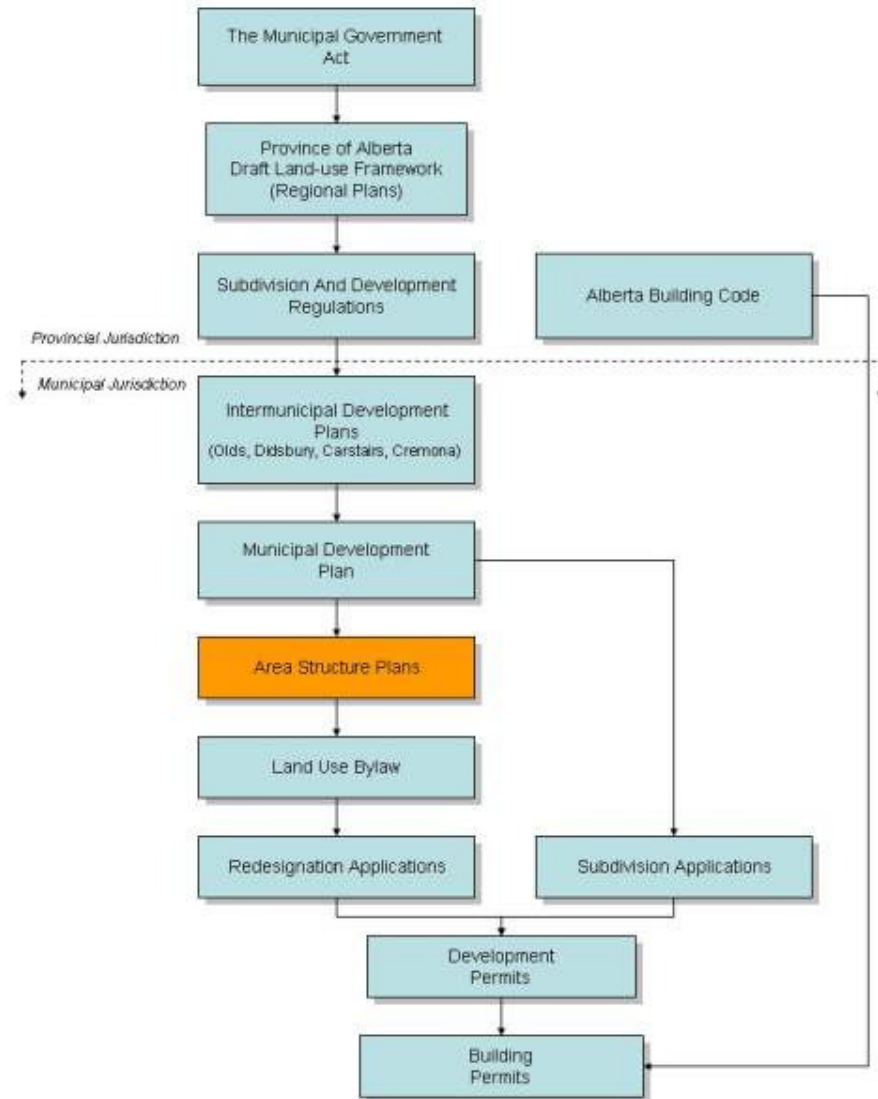 The Municipal Government
Act
Province of Alberta
Draft Land-use Framework
(Regional Plans)
Subdivision And Development
Regulations
Alberta Building Code
Provincial Jurisdiction
Municipal Jurisdiction
Intermunicipal Development
Plans
(Olds, Didsbury, Carstairs, Cremona)
Municipal Development
Plan
Area Structure Plans
Land Use Bylaw
Redesignation Applications
Subdivision Applications
Development
Permits
Building
Permits